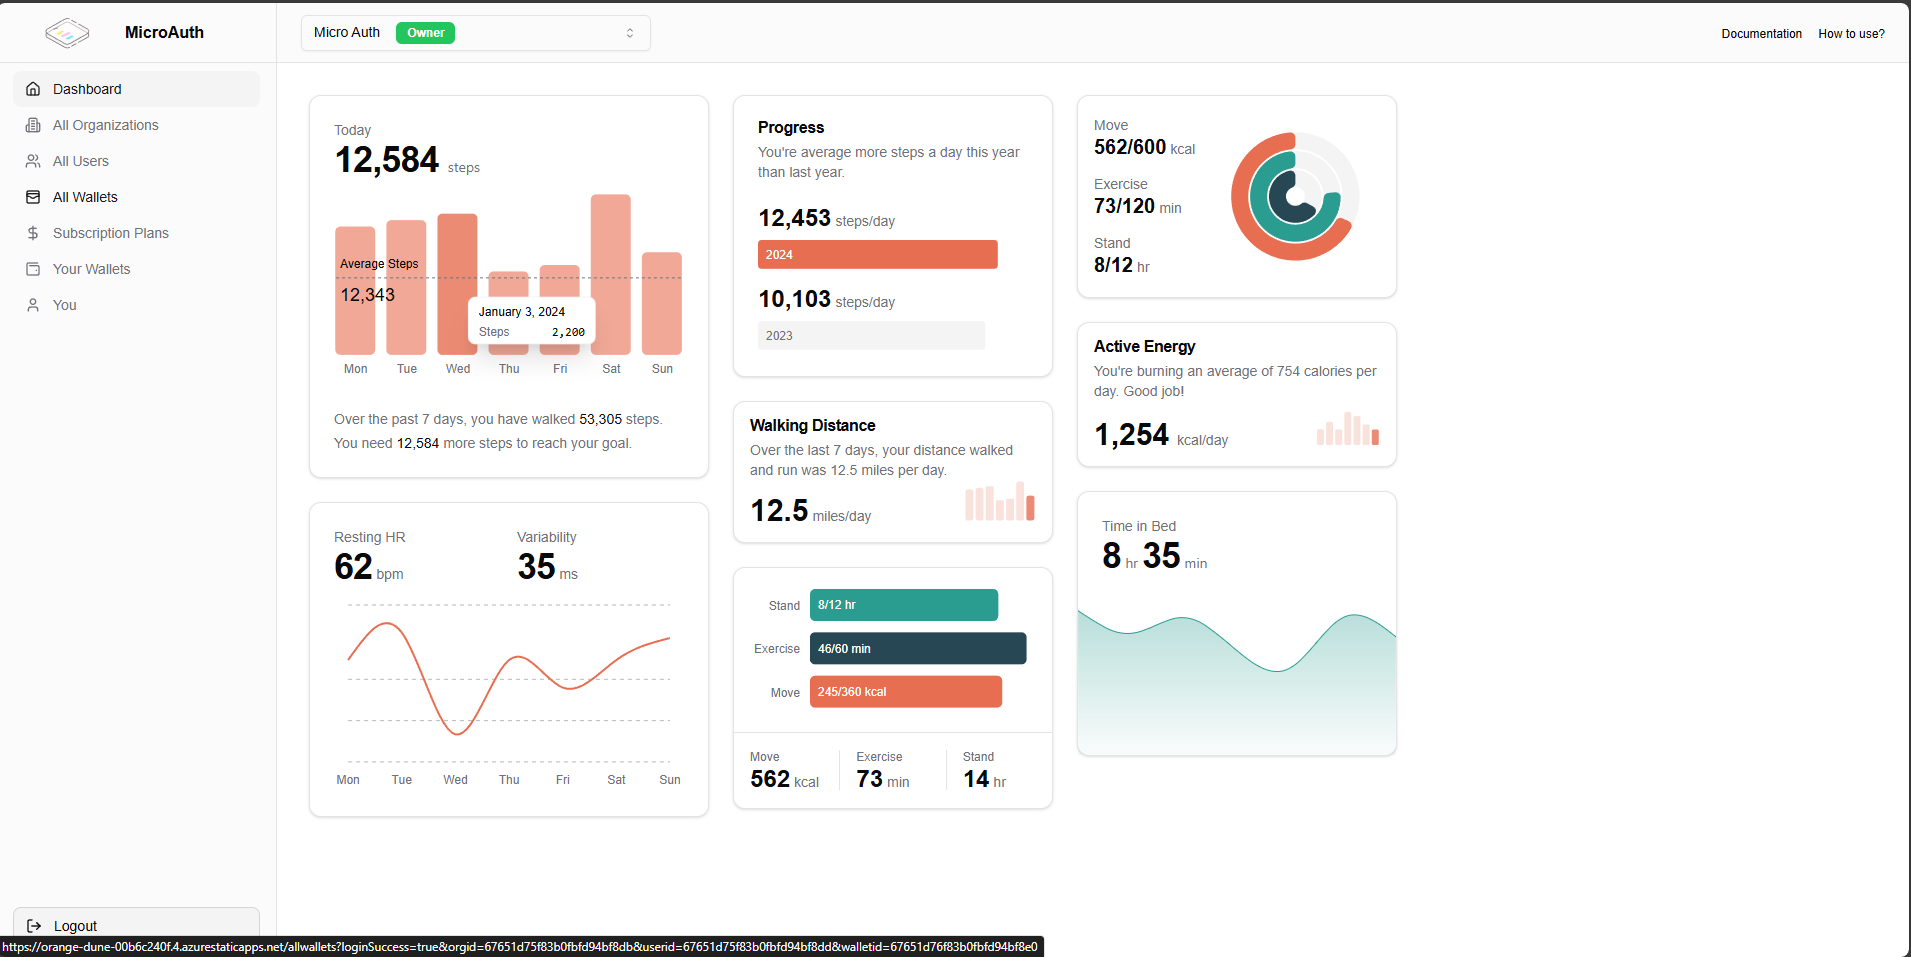 MicroAuth
Micro Auth Owner
Documentation How to use?
Dashboard
All Organizations
All Users
All Wallets
Subscription Plans
Your Wallets
You
Logout
Today
12,584 steps
Average Steps
12,343
January 3, 2024
Steps 2,200
Mon Tue Wed Thu Fri Sat Sun
Over the past 7 days, you have walked 53,305 steps.
You need 12,584 more steps to reach your goal.
Resting HR
62 bpm
Variability
35 ms
Mon Tue Wed Thu Fri Sat Sun
Progress
You're average more steps a day this year
than last year.
12,453 steps/day
2024
10,103 steps/day
2023
Walking Distance
Over the last 7 days, your distance walked
and run was 12.5 miles per day.
12.5 miles/day
Stand 8/12 hr
Exercise 46/60 min
Move 245/360 kcal
Move
562 kcal
Exercise
73 min
Stand
14 hr
Move
562/600 kcal
Exercise
73/120 min
Stand
8/12 hr
Active Energy
You're burning an average of 754 calories per
day. Good job!
1,254 kcal/day
Time in Bed
8 hr 35 min
https://orange-dune-00b6c240f.4.azurestaticapps.net/allwallets?loginSuccess=true&orgid=67651d75f83b0fbfd94bf8db&userid=67651d75f83b0fbfd94bf8dd&walletid=67651d76f83b0fbfd94bf8e0